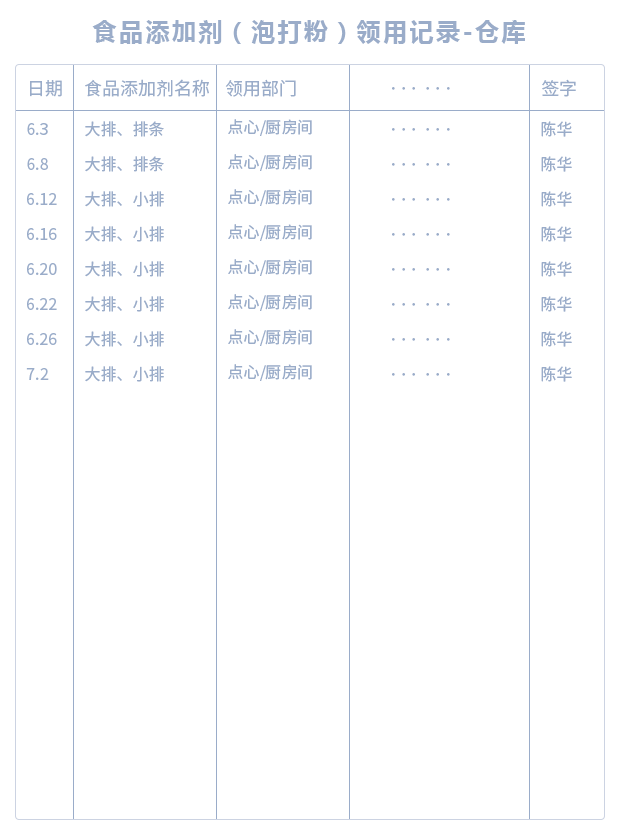 食品添加剂（泡打粉）领用记录-仓库
日期 食品添加剂名称 领用部门 ······ 签字
6.3 大排、排条 点心/厨房间 ······ 陈华
6.8 大排、排条 点心/厨房间 ······ 陈华
6.12 大排、小排 点心/厨房间 ······ 陈华
6.16 大排、小排 点心/厨房间 ······ 陈华
6.20 大排、小排 点心/厨房间 ······ 陈华
6.22 大排、小排 点心/厨房间 ······ 陈华
6.26 大排、小排 点心/厨房间 ······ 陈华
7.2 大排、小排 点心/厨房间 ······ 陈华